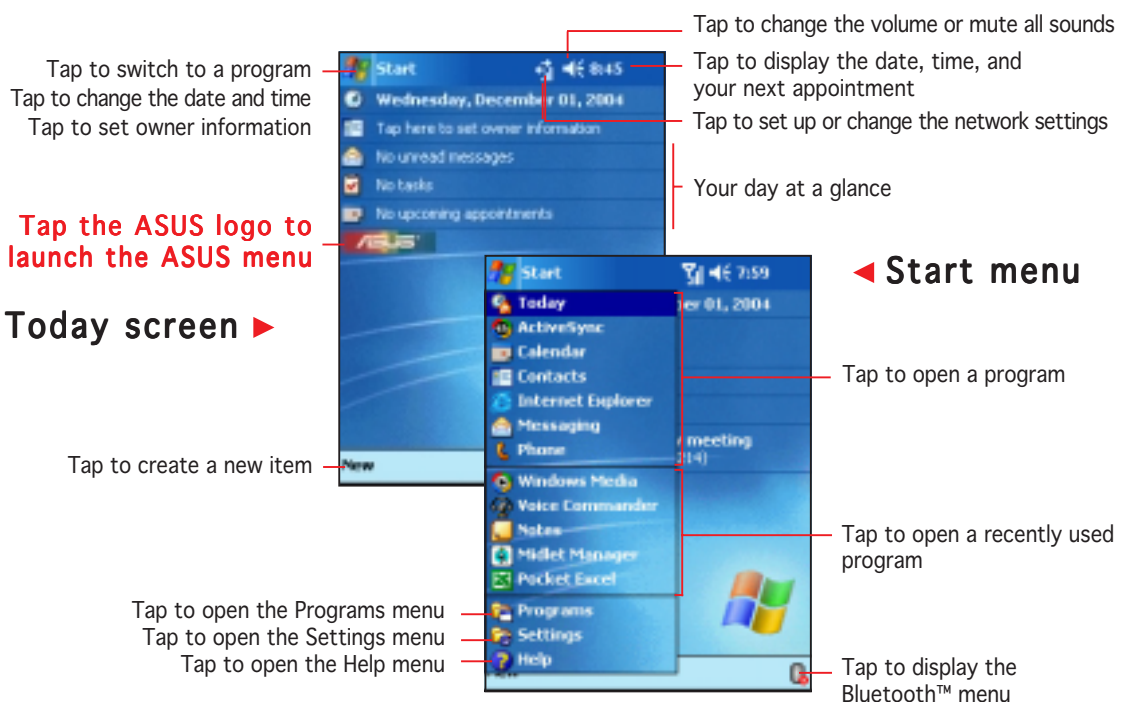 Tap to change the volume or mute all sounds
Tap to switch to a program
Tap to change the date and time
Tap to set owner information
Tap to display the date, time, and
your next appointment
Tap to set up or change the network settings
Your day at a glance
Tap the ASUS logo to
launch the ASUS menu
Today screen
Tap to create a new item
Start 8:45
Wednesday, December 01, 2004
Tap here to set owner information
No unread messages
No tasks
No upcoming appointments
ASUS
New
Start menu
Start 7:59
Today
ber 01, 2004
ActiveSync
Calendar
Contacts
Internet Explorer
Messaging
meeting
Phone
214)
Windows Media
Voice Commander
Notes
Midlet Manager
Pocket Excel
Programs
Settings
Help
Tap to open a program
Tap to open a recently used
program
Tap to open the Programs menu
Tap to open the Settings menu
Tap to open the Help menu
Tap to display the
Bluetooth™ menu